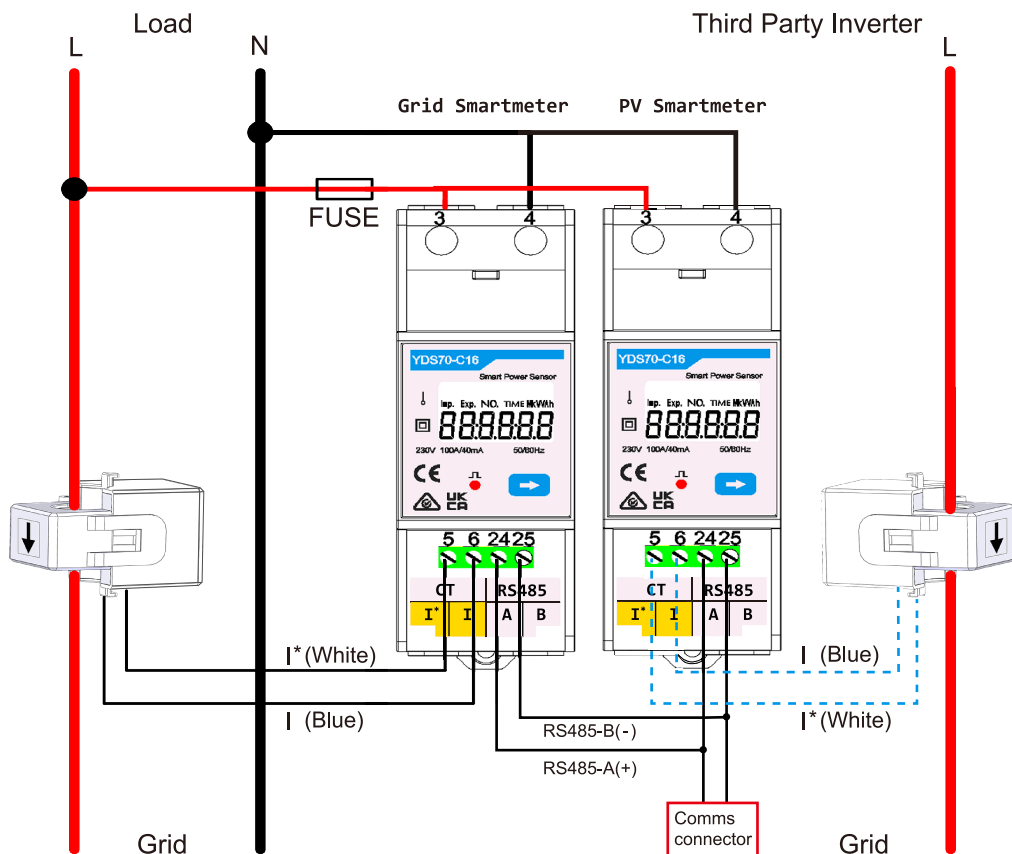 Load
Third Party Inverter
L
N
L
Grid Smartmeter
PV Smartmeter
FUSE
3
4
3
4
YDS70-C16
Smart Power Sensor
Imp. Exp. NO. TIME MkWAh
888888
230V 100A/40mA 50/60Hz
CE
UK
CA
YDS70-C16
Smart Power Sensor
Imp. Exp. NO. TIME MkWAh
888888
230V 100A/40mA 50/60Hz
CE
UK
CA
5 6 24 25
CT RS485
I* I A B
5 6 24 25
CT RS485
I* I A B
I* (White)
I (Blue)
I (Blue)
I* (White)
RS485-B(-)
RS485-A(+)
Comms
connector
Grid
Grid